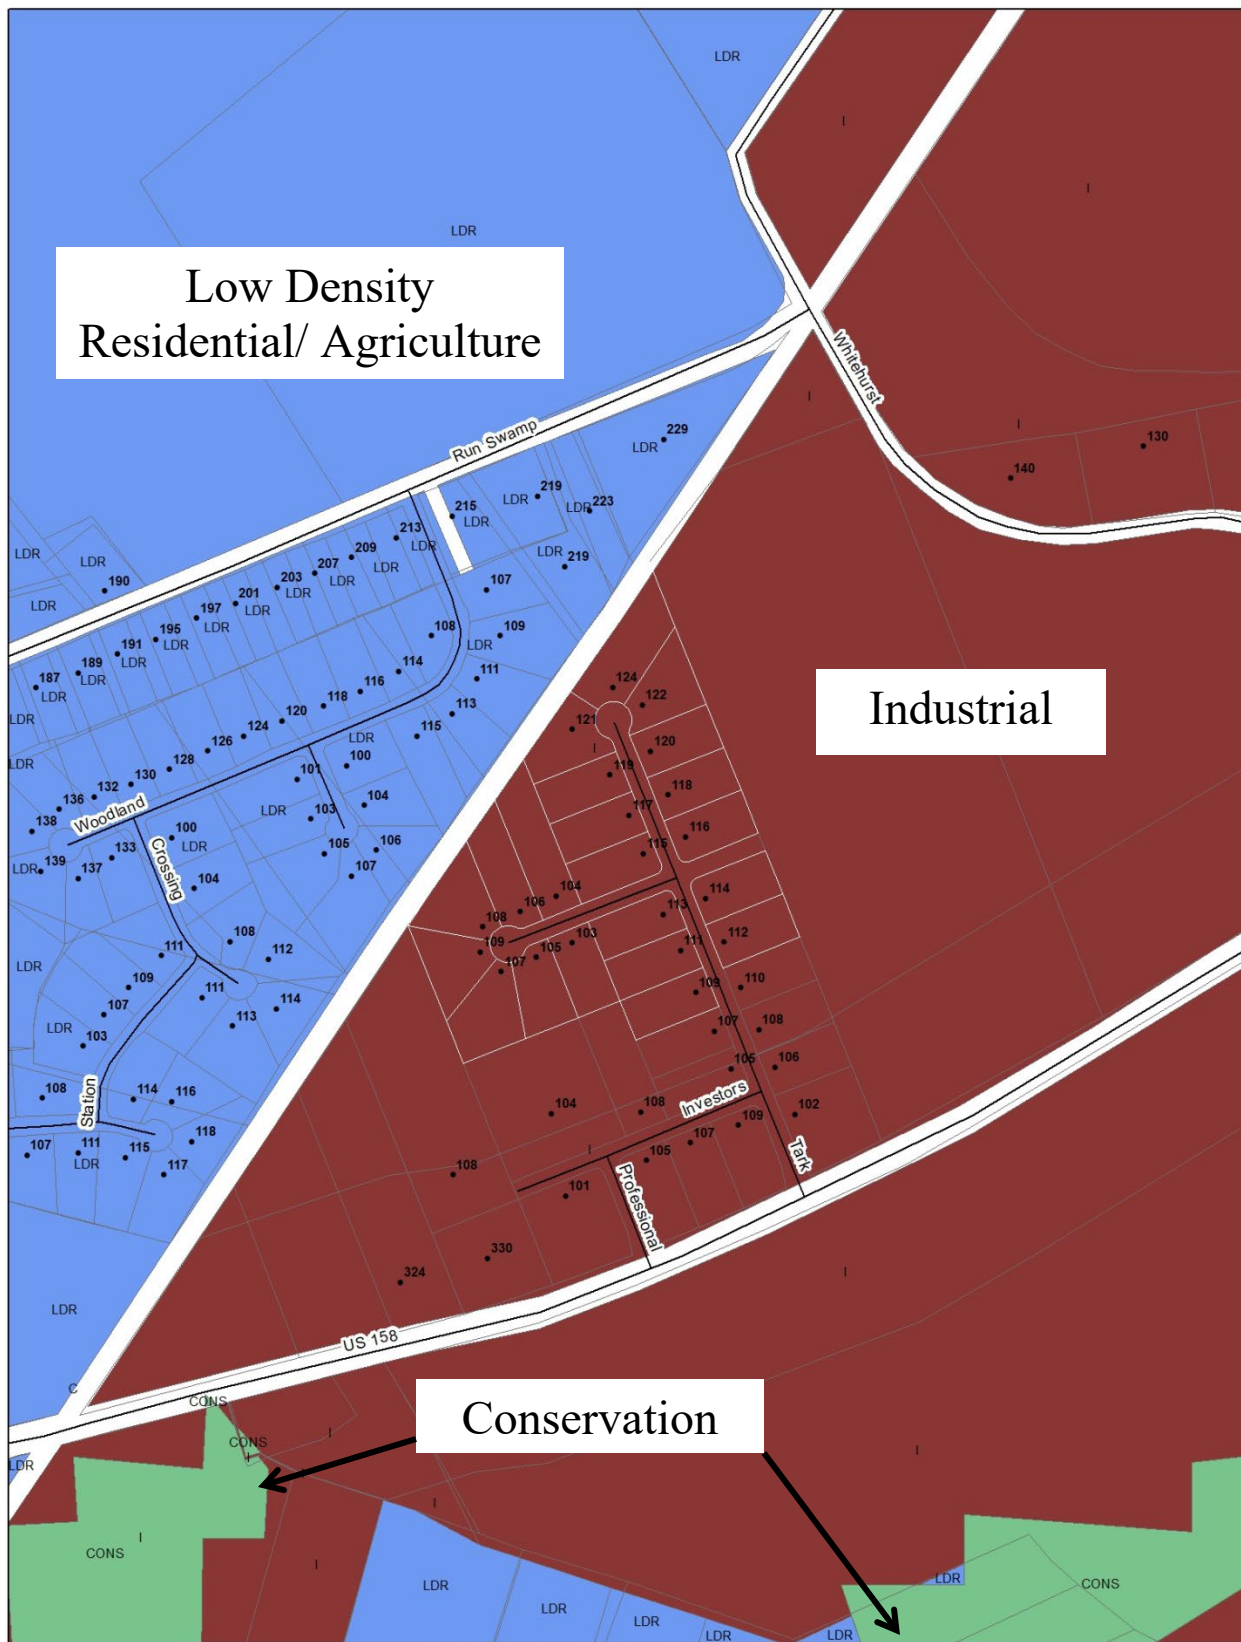 LDR
I
I
LDR
Low Density
Residential/ Agriculture
Whitehurst
I
I
Run Swamp
229
LDR
130
140
219
LDR
223
LDR
215
LDR
213
LDR
209
LDR
207
LDR
203
LDR
201
LDR
197
LDR
195
LDR
191
LDR
189
LDR
187
LDR
LDR
LDR
190
LDR
LDR
219
107
109
LDR
108
111
114
113
116
115
118
LDR
120
124
126
128
130
132
136
138
LDR
LDR
Woodland
100
101
104
103
LDR
106
105
107
100
LDR
133
137
139
LDR
Crossing
104
108
112
111
111
114
113
109
107
103
LDR
LDR
Station
108
114
116
118
115
117
111
LDR
107
Industrial
124
122
121
I
120
119
118
117
116
115
114
113
112
111
110
109
108
107
106
105
104
106
108
109
107
105
103
102
Investors
104
108
109
107
105
I
Tark
108
101
Professional
330
324
I
US 158
LDR
C
CONS
Conservation
CONS
I
I
LDR
I
I
I
I
CONS
I
LDR
LDR
LDR
LDR
LDR
LDR
CONS